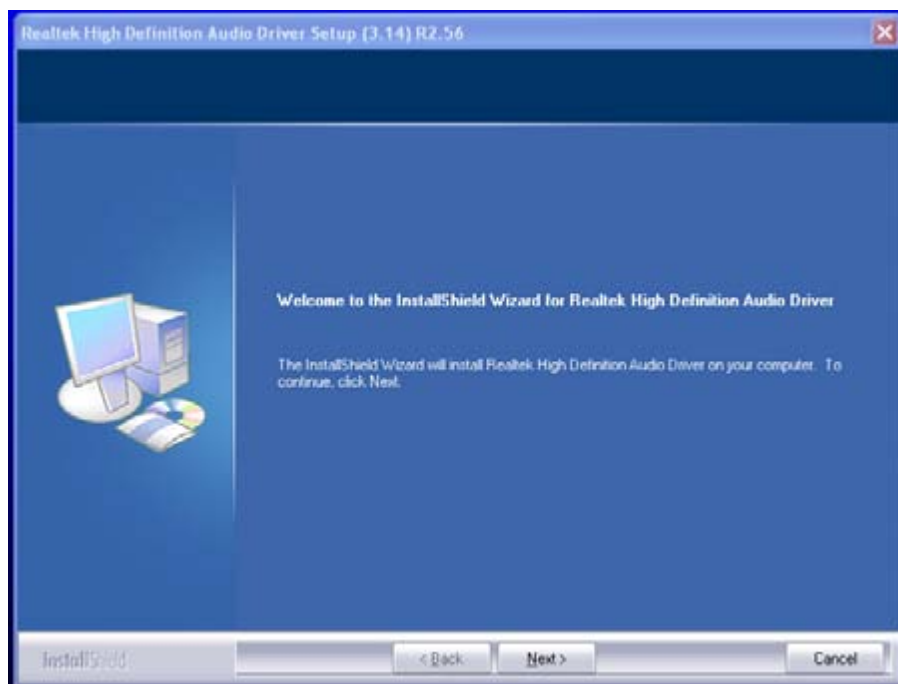 Realtek High Definition Audio Driver Setup (3.14) R2.56
Welcome to the InstallShield Wizard for Realtek High Definition Audio Driver
The InstallShield Wizard will install Realtek High Definition Audio Driver on your computer. To
continue, click Next.
InstallShield
< Back
Next >
Cancel